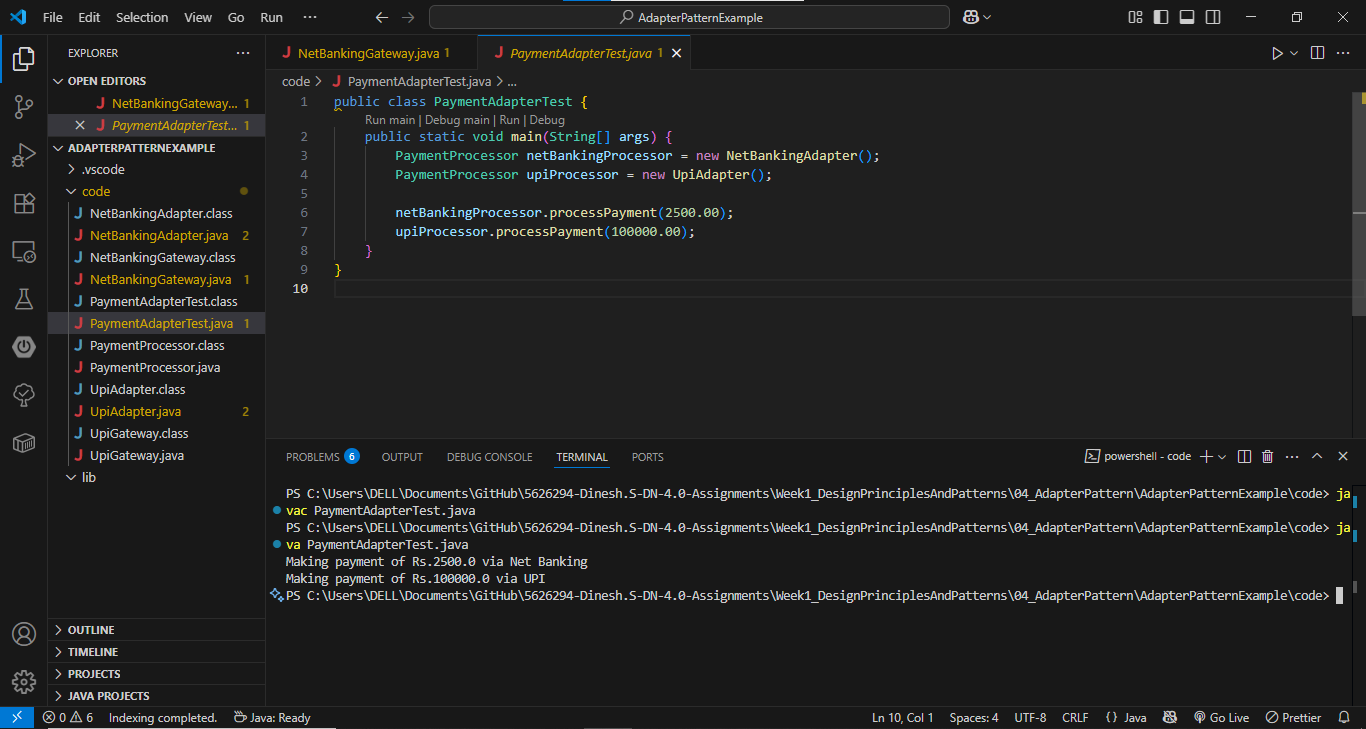 File Edit Selection View Go Run ··· AdapterPatternExample
EXPLORER ···
OPEN EDITORS
NetBankingGateway... 1
PaymentAdapterTest... 1
ADAPTERPATTERNEXAMPLE
.vscode
code
NetBankingAdapter.class
NetBankingAdapter.java 2
NetBankingGateway.class
NetBankingGateway.java 1
PaymentAdapterTest.class
PaymentAdapterTest.java 1
PaymentProcessor.class
PaymentProcessor.java
UpiAdapter.class
UpiAdapter.java 2
UpiGateway.class
UpiGateway.java
lib
OUTLINE
TIMELINE
PROJECTS
JAVA PROJECTS
NetBankingGateway.java 1 PaymentAdapterTest.java 1
code > PaymentAdapterTest.java > ...
1 public class PaymentAdapterTest {
Run main | Debug main | Run | Debug
2 public static void main(String[] args) {
3 PaymentProcessor netBankingProcessor = new NetBankingAdapter();
4 PaymentProcessor upiProcessor = new UpiAdapter();
5
6 netBankingProcessor.processPayment(2500.00);
7 upiProcessor.processPayment(100000.00);
8 }
9 }
10
PROBLEMS 6 OUTPUT DEBUG CONSOLE TERMINAL PORTS powershell - code
PS C:\Users\DELL\Documents\GitHub\5626294-Dinesh.S-DN-4.0-Assignments\Week1_DesignPrinciplesAndPatterns\04_AdapterPattern\AdapterPatternExample\code> ja
vac PaymentAdapterTest.java
PS C:\Users\DELL\Documents\GitHub\5626294-Dinesh.S-DN-4.0-Assignments\Week1_DesignPrinciplesAndPatterns\04_AdapterPattern\AdapterPatternExample\code> ja
va PaymentAdapterTest.java
Making payment of Rs.2500.0 via Net Banking
Making payment of Rs.100000.0 via UPI
PS C:\Users\DELL\Documents\GitHub\5626294-Dinesh.S-DN-4.0-Assignments\Week1_DesignPrinciplesAndPatterns\04_AdapterPattern\AdapterPatternExample\code>
0 6 Indexing completed. Java: Ready Ln 10, Col 1 Spaces: 4 UTF-8 CRLF {} Java Go Live Prettier